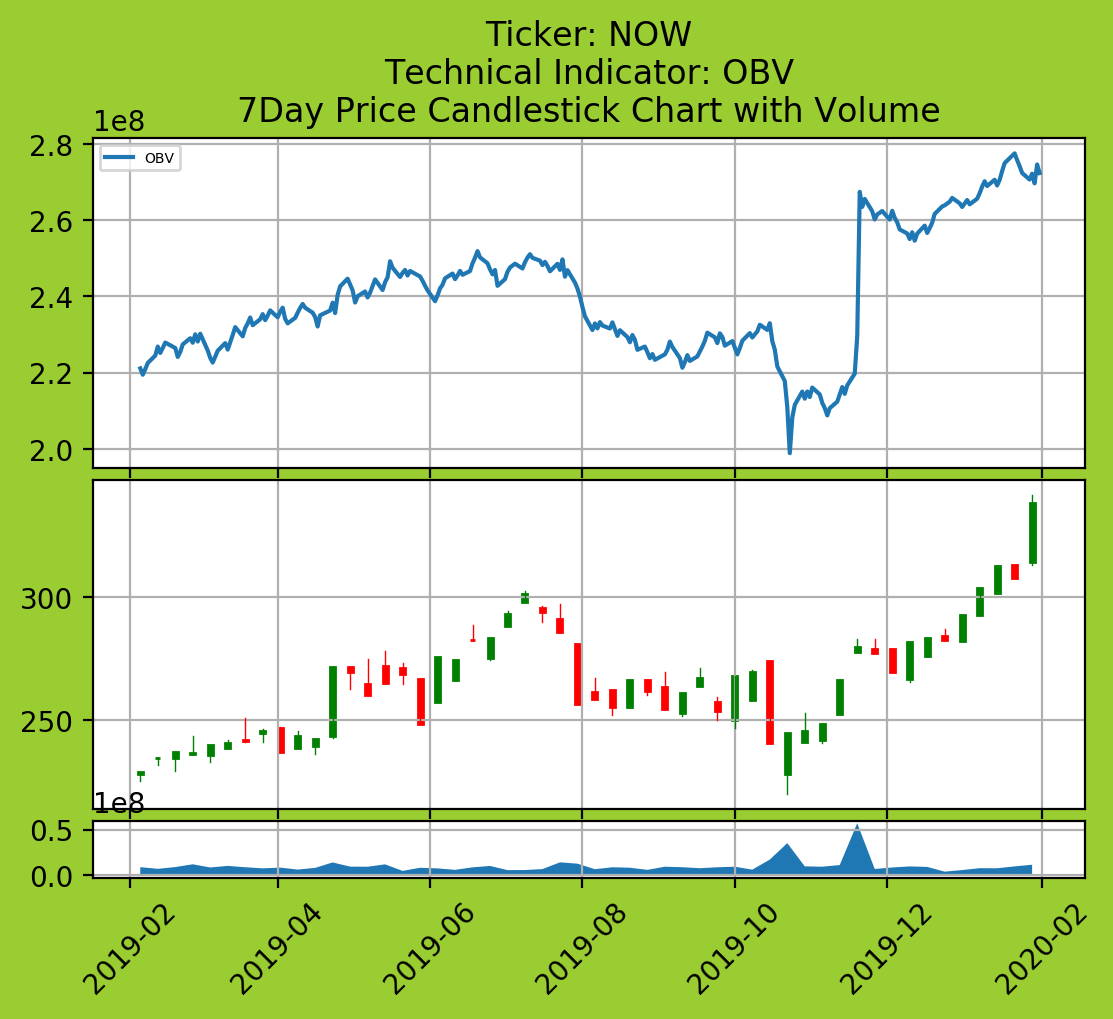 Ticker: NOW
Technical Indicator: OBV
7Day Price Candlestick Chart with Volume
1e8
OBV
2.8
2.6
2.4
2.2
2.0
300
250
1e8
0.5
0.0
2019-02
2019-04
2019-06
2019-08
2019-10
2019-12
2020-02